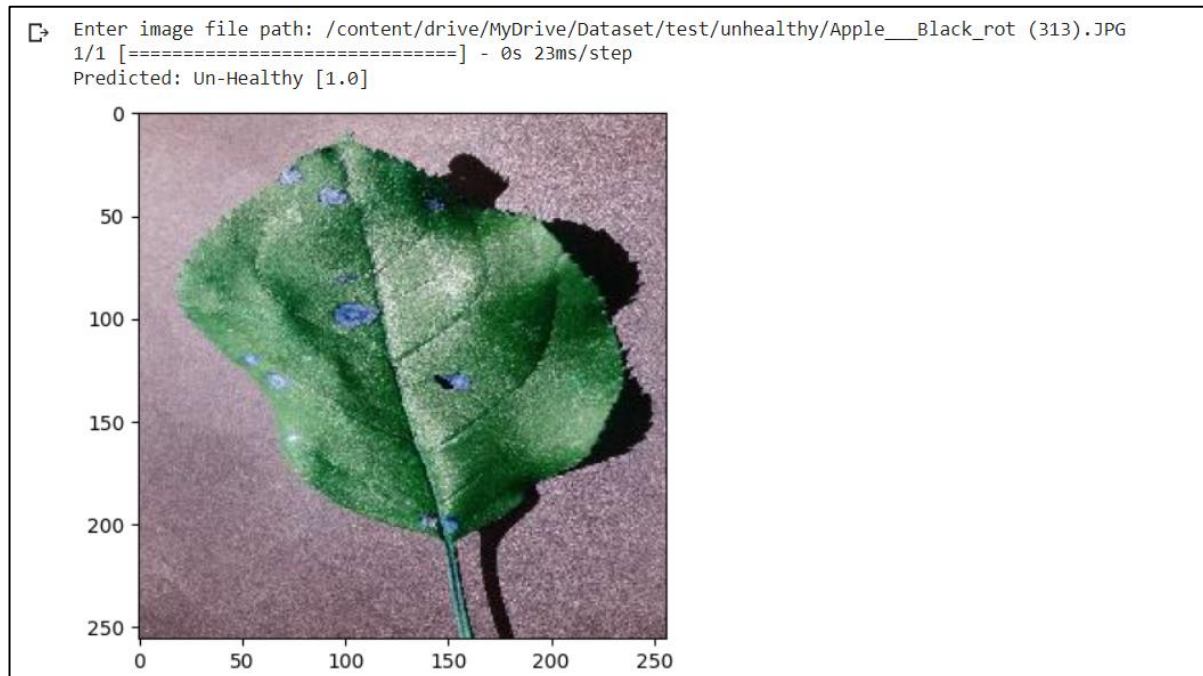 Enter image file path: /content/drive/MyDrive/Dataset/test/unhealthy/Apple___Black_rot (313).JPG
1/1 [==============================] - 0s 23ms/step
Predicted: Un-Healthy [1.0]
0
50
100
150
200
250
0 50 100 150 200 250